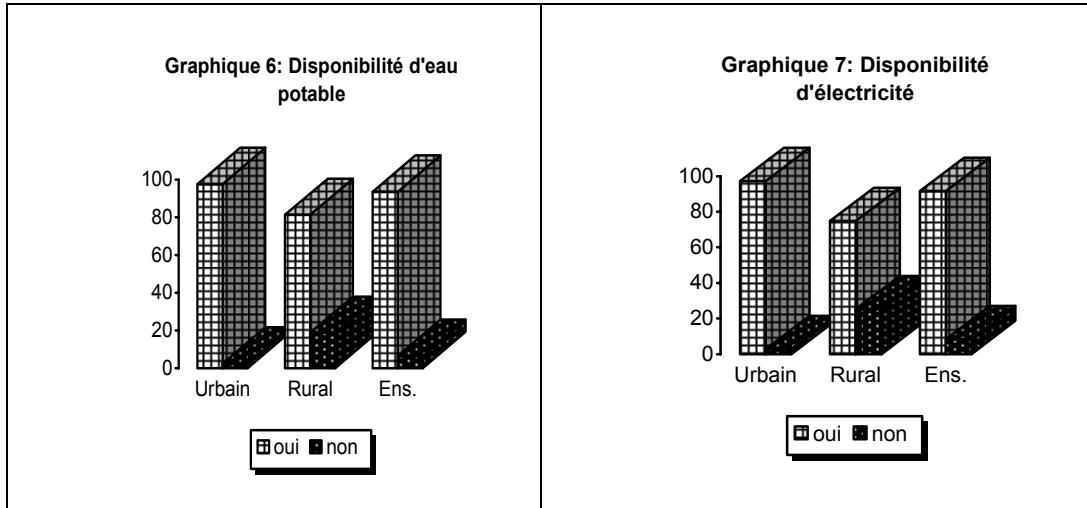 Graphique 6: Disponibilité d'eau
potable
100
80
60
40
20
0
Urbain Rural Ens.
oui non
Graphique 7: Disponibilité
d'électricité
100
80
60
40
20
0
Urbain Rural Ens.
oui non